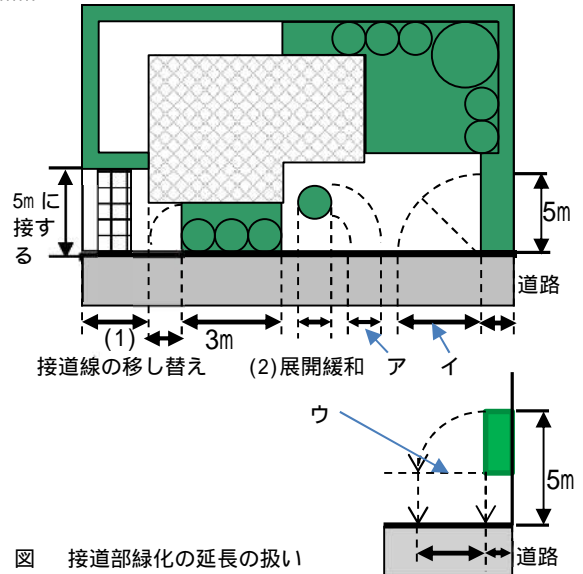 5mに
接す
る
5m
道路
(1)
3m
接道線の移し替え
(2)展開緩和
ア
イ
ウ
5m
道路
図 接道部緑化の延長の扱い